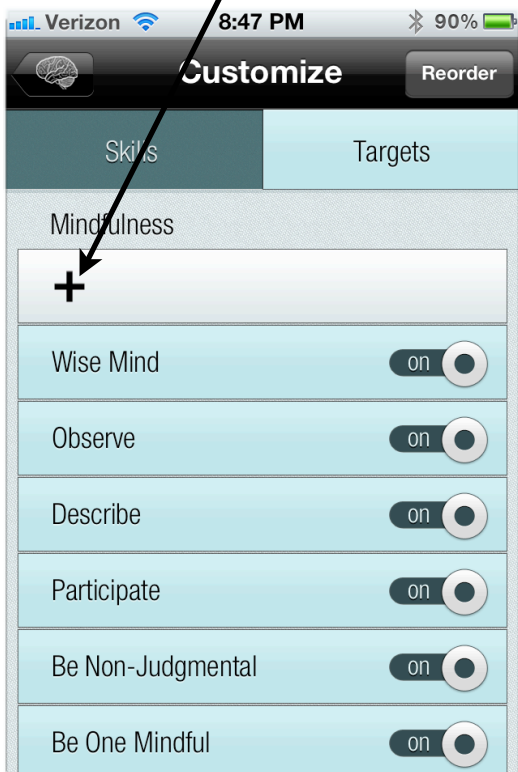 Verizon 8:47 PM 90%
Customize Reorder
Skills Targets
Mindfulness
+
Wise Mind on
Observe on
Describe on
Participate on
Be Non-Judgmental on
Be One Mindful on